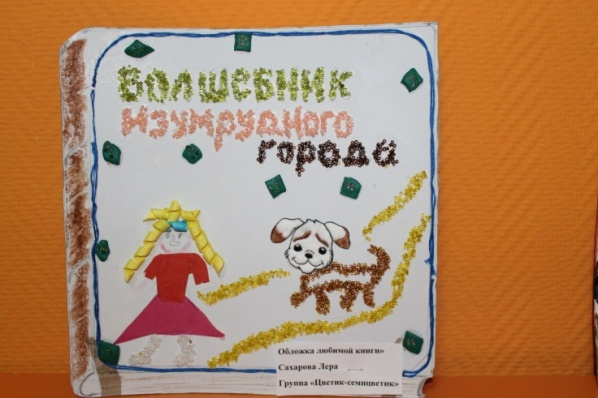 ВОЛШЕБНИК
ИЗУМРУДНОГО
ГОРОДА
Обложка любимой книги»
Сахарова Лера
Группа «Цветик-семицветик»